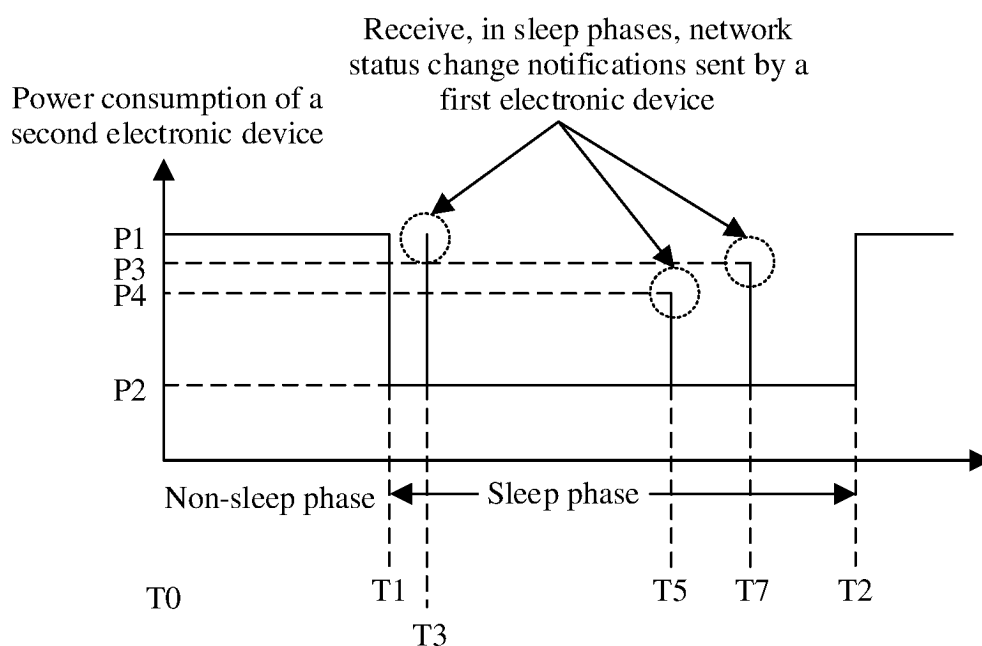 Receive, in sleep phases, network
status change notifications sent by a
first electronic device
Power consumption of a
second electronic device
P1
P3
P4
P2
Non-sleep phase
Sleep phase
T0
T1
T5
T7
T2
T3